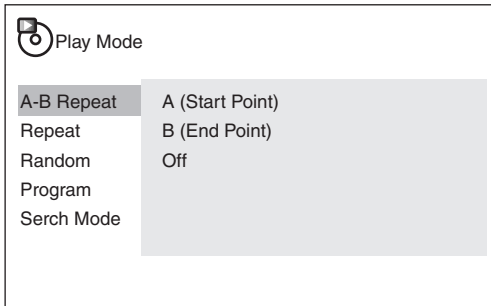 Play Mode
A-B Repeat A (Start Point)
Repeat B (End Point)
Random Off
Program
Serch Mode